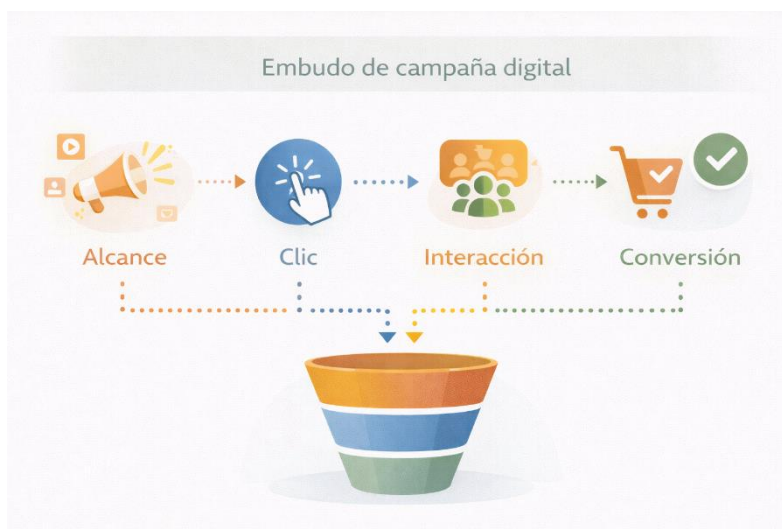 Embudo de campaña digital
Alcance
Clic
Interacción
Conversión